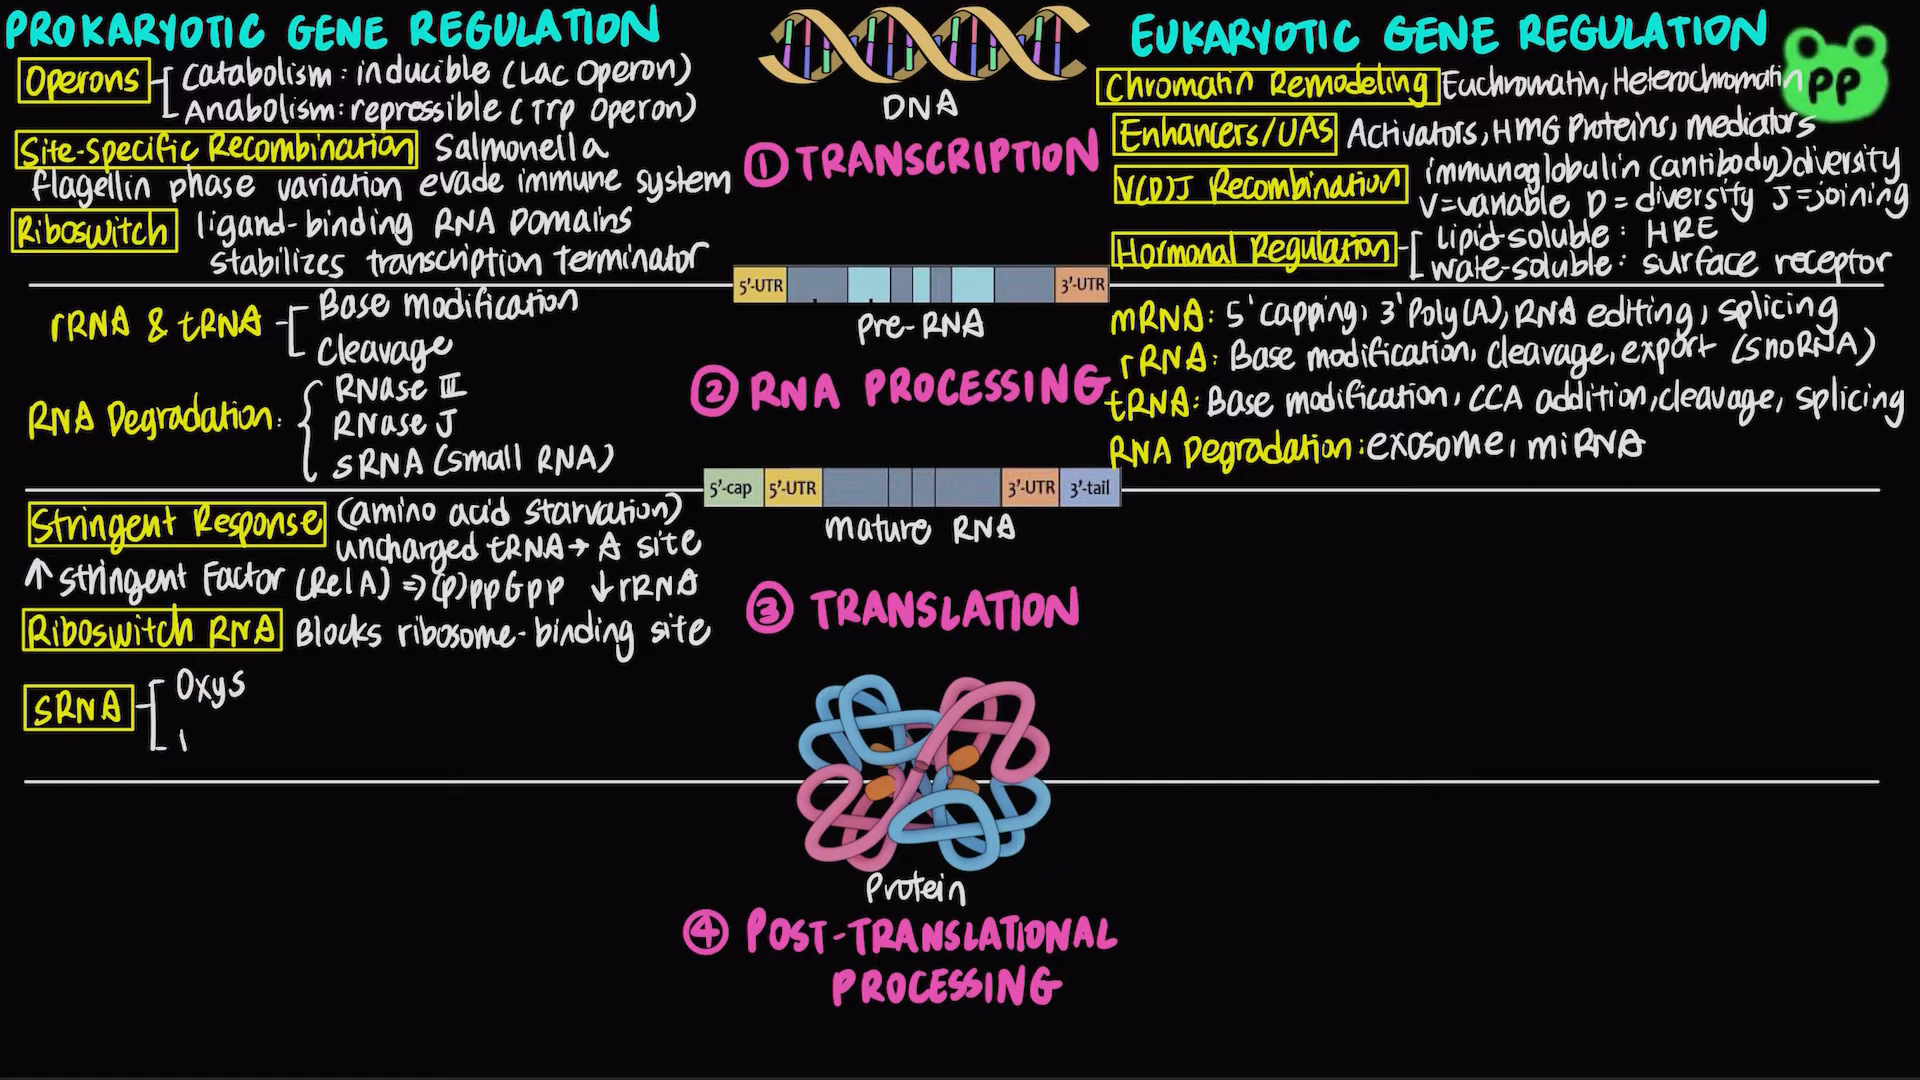 PROKARYOTIC GENE REGULATION
Operons
Catabolism: inducible (Lac Operon)
Anabolism: repressible (Trp Operon)
Site-specific Recombination Salmonella
flagellin phase variation evade immune system
Riboswitch ligand-binding RNA Domains
stabilizes transcription terminator
rRNA & tRNA
Base modification
Cleavage
RNA Degradation:
RNase III
RNase J
sRNA (small RNA)
Stringent Response (amino acid starvation)
uncharged tRNA → A site
↑ stringent Factor (RelA) ⇒ (p)ppGpp ↓ rRNA
Riboswitch RNA Blocks ribosome-binding site
sRNA
OxyS
DNA
① TRANSCRIPTION
5'-UTR
3'-UTR
Pre-RNA
② RNA PROCESSING
5'-cap 5'-UTR 3'-UTR 3'-tail
mature RNA
③ TRANSLATION
Protein
④ POST-TRANSLATIONAL
PROCESSING
EUKARYOTIC GENE REGULATION
PP
Chromatin Remodeling Euchromatin, Heterochromatin
Enhancers/UAS Activators, HMG Proteins, mediators
V(D)J Recombination immunoglobulin (antibody) diversity
V=variable D=diversity J=joining
Hormonal Regulation
lipid-soluble: HRE
wate-soluble: surface receptor
mRNA: 5' capping, 3' Poly(A), RNA editing, splicing
rRNA: Base modification, cleavage, export (snoRNA)
tRNA: Base modification, CCA addition, cleavage, splicing
RNA Degradation: exosome, miRNA